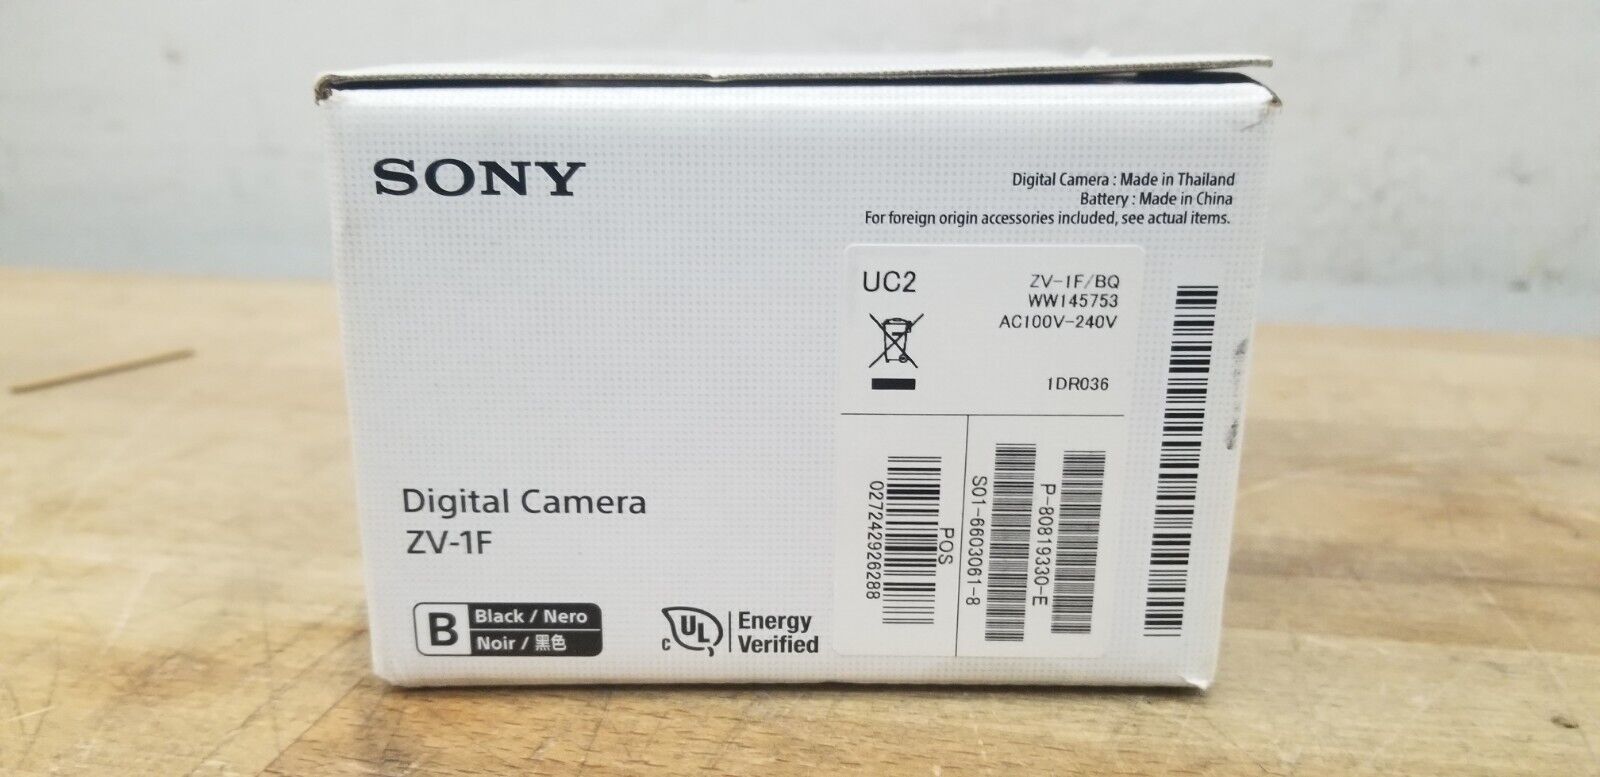 SONY
Digital Camera : Made in Thailand
Battery : Made in China
For foreign origin accessories included, see actual items.
UC2
ZV-1F/BQ
WW145753
AC100V-240V
1DR036
027242926288
POS
S01-6603061-8
P-80819330-E
Digital Camera
ZV-1F
B
Black / Nero
Noir / 黑色
c UL
Energy
Verified